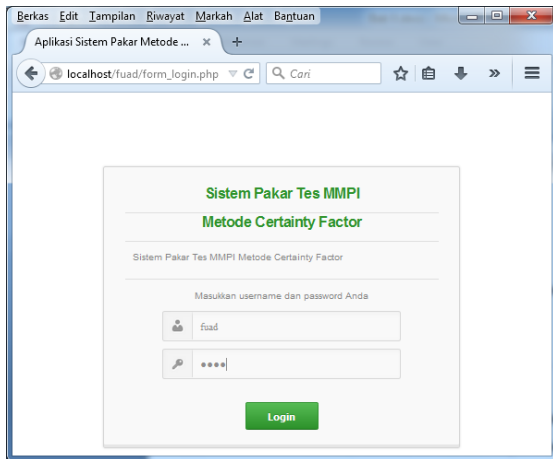 Berkas Edit Tampilan Riwayat Markah Alat Bantuan
Aplikasi Sistem Pakar Metode ... × +
localhost/fuad/form_login.php Cari »
Sistem Pakar Tes MMPI
Metode Certainty Factor
Sistem Pakar Tes MMPI Metode Certainty Factor
Masukkan username dan password Anda
fuad
••••
Login